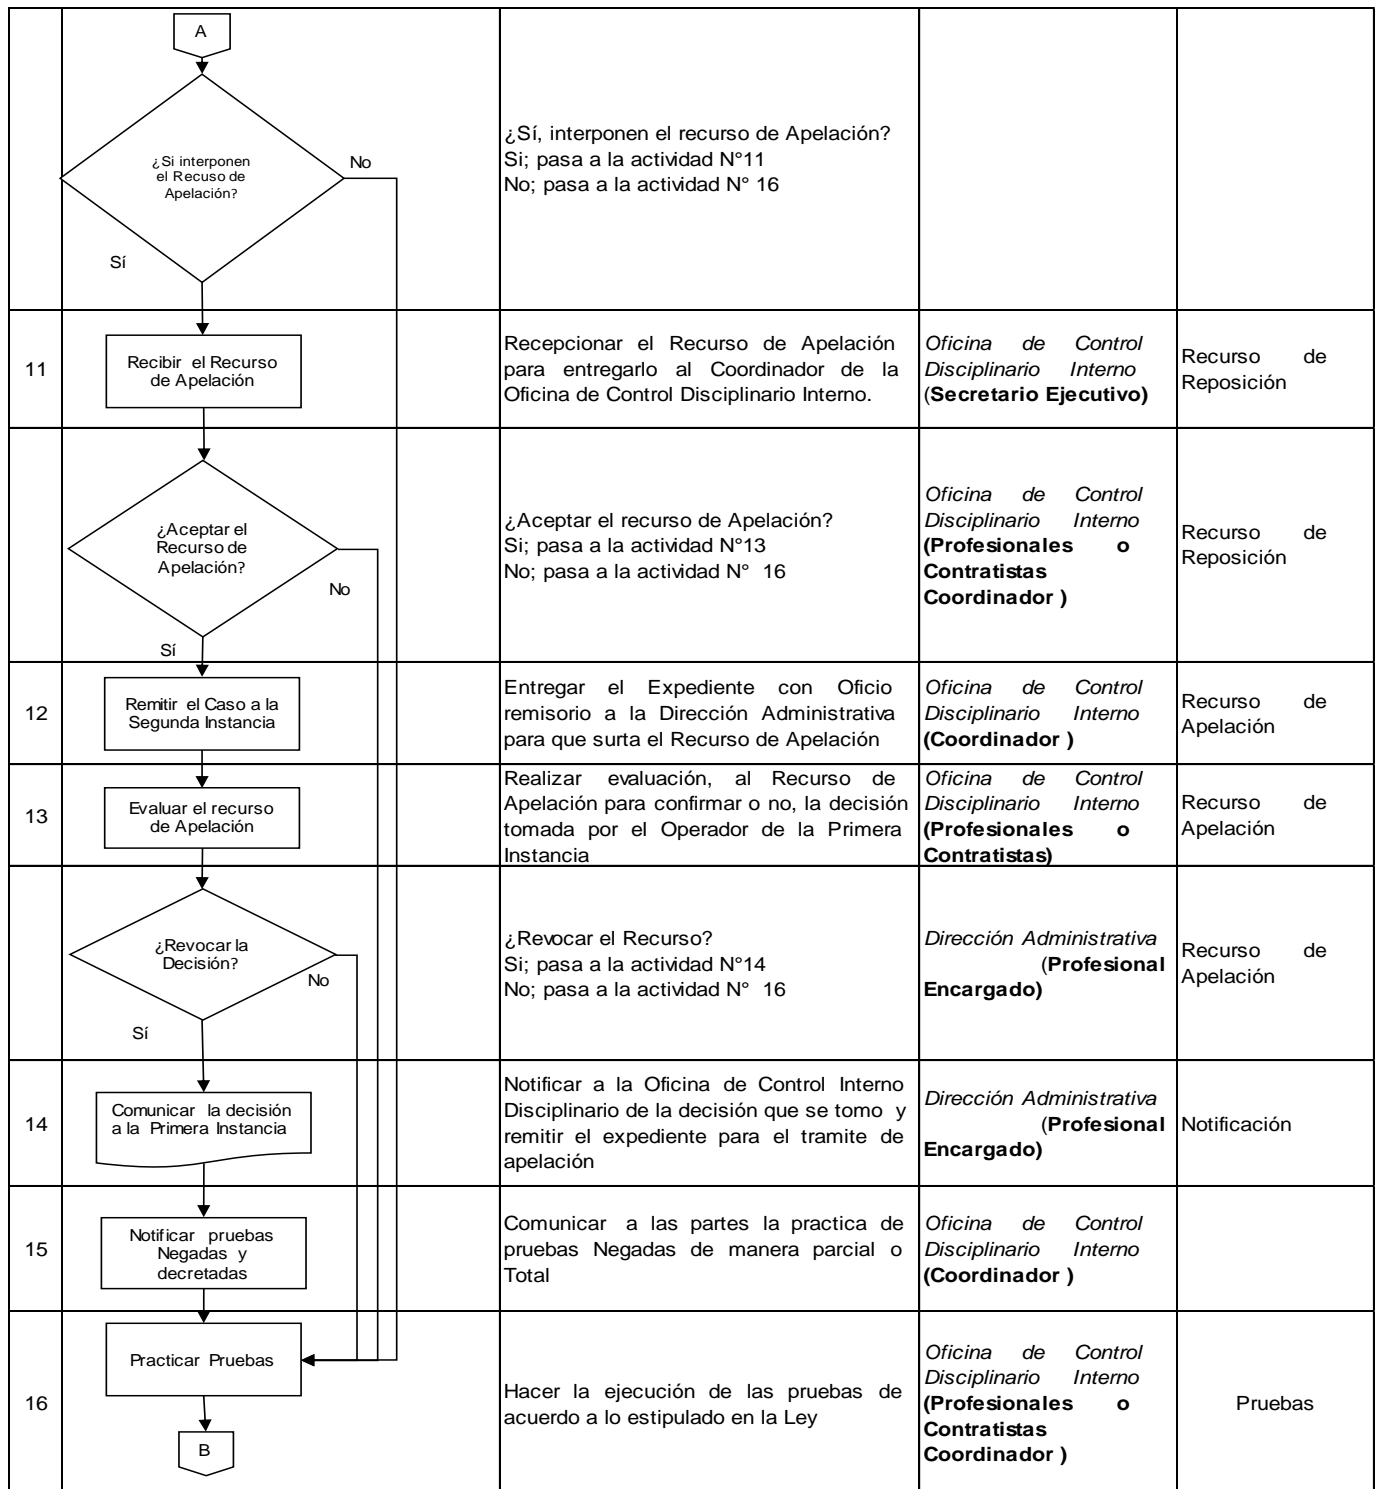 A
¿Si interponen
el Recuso de
Apelación?
No
Sí
¿Sí, interponen el recurso de Apelación?
Si; pasa a la actividad N°11
No; pasa a la actividad N° 16
11
Recibir el Recurso
de Apelación
Recepcionar el Recurso de Apelación
para entregarlo al Coordinador de la
Oficina de Control Disciplinario Interno.
Oficina de Control
Disciplinario Interno
(Secretario Ejecutivo)
Recurso de
Reposición
¿Aceptar el
Recurso de
Apelación?
No
Sí
¿Aceptar el recurso de Apelación?
Si; pasa a la actividad N°13
No; pasa a la actividad N° 16
Oficina de Control
Disciplinario Interno
(Profesionales o
Contratistas
Coordinador )
Recurso de
Reposición
12
Remitir el Caso a la
Segunda Instancia
Entregar el Expediente con Oficio
remisorio a la Dirección Administrativa
para que surta el Recurso de Apelación
Oficina de Control
Disciplinario Interno
(Coordinador )
Recurso de
Apelación
13
Evaluar el recurso
de Apelación
Realizar evaluación, al Recurso de
Apelación para confirmar o no, la decisión
tomada por el Operador de la Primera
Instancia
Oficina de Control
Disciplinario Interno
(Profesionales o
Contratistas)
Recurso de
Apelación
¿Revocar la
Decisión?
No
Sí
¿Revocar el Recurso?
Si; pasa a la actividad N°14
No; pasa a la actividad N° 16
Dirección Administrativa
(Profesional
Encargado)
Recurso de
Apelación
14
Comunicar la decisión
a la Primera Instancia
Notificar a la Oficina de Control Interno
Disciplinario de la decisión que se tomo y
remitir el expediente para el tramite de
apelación
Dirección Administrativa
(Profesional
Encargado)
Notificación
15
Notificar pruebas
Negadas y
decretadas
Comunicar a las partes la practica de
pruebas Negadas de manera parcial o
Total
Oficina de Control
Disciplinario Interno
(Coordinador )
16
Practicar Pruebas
B
Hacer la ejecución de las pruebas de
acuerdo a lo estipulado en la Ley
Oficina de Control
Disciplinario Interno
(Profesionales o
Contratistas
Coordinador )
Pruebas